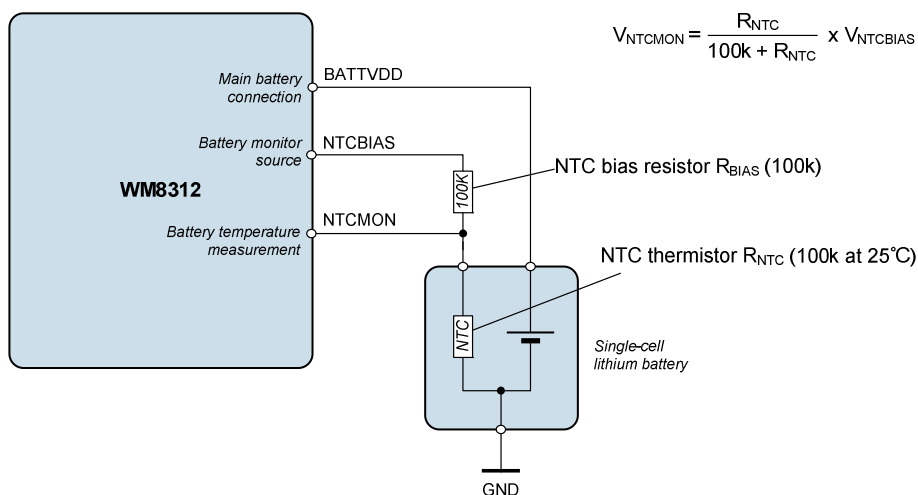 V_NTCMON = R_NTC / (100k + R_NTC) x V_NTCBIAS
Main battery
connection
BATTVDD
Battery monitor
source
NTCBIAS
WM8312
100K
NTC bias resistor R_BIAS (100k)
Battery temperature
measurement
NTCMON
NTC thermistor R_NTC (100k at 25°C)
NTC
Single-cell
lithium battery
GND